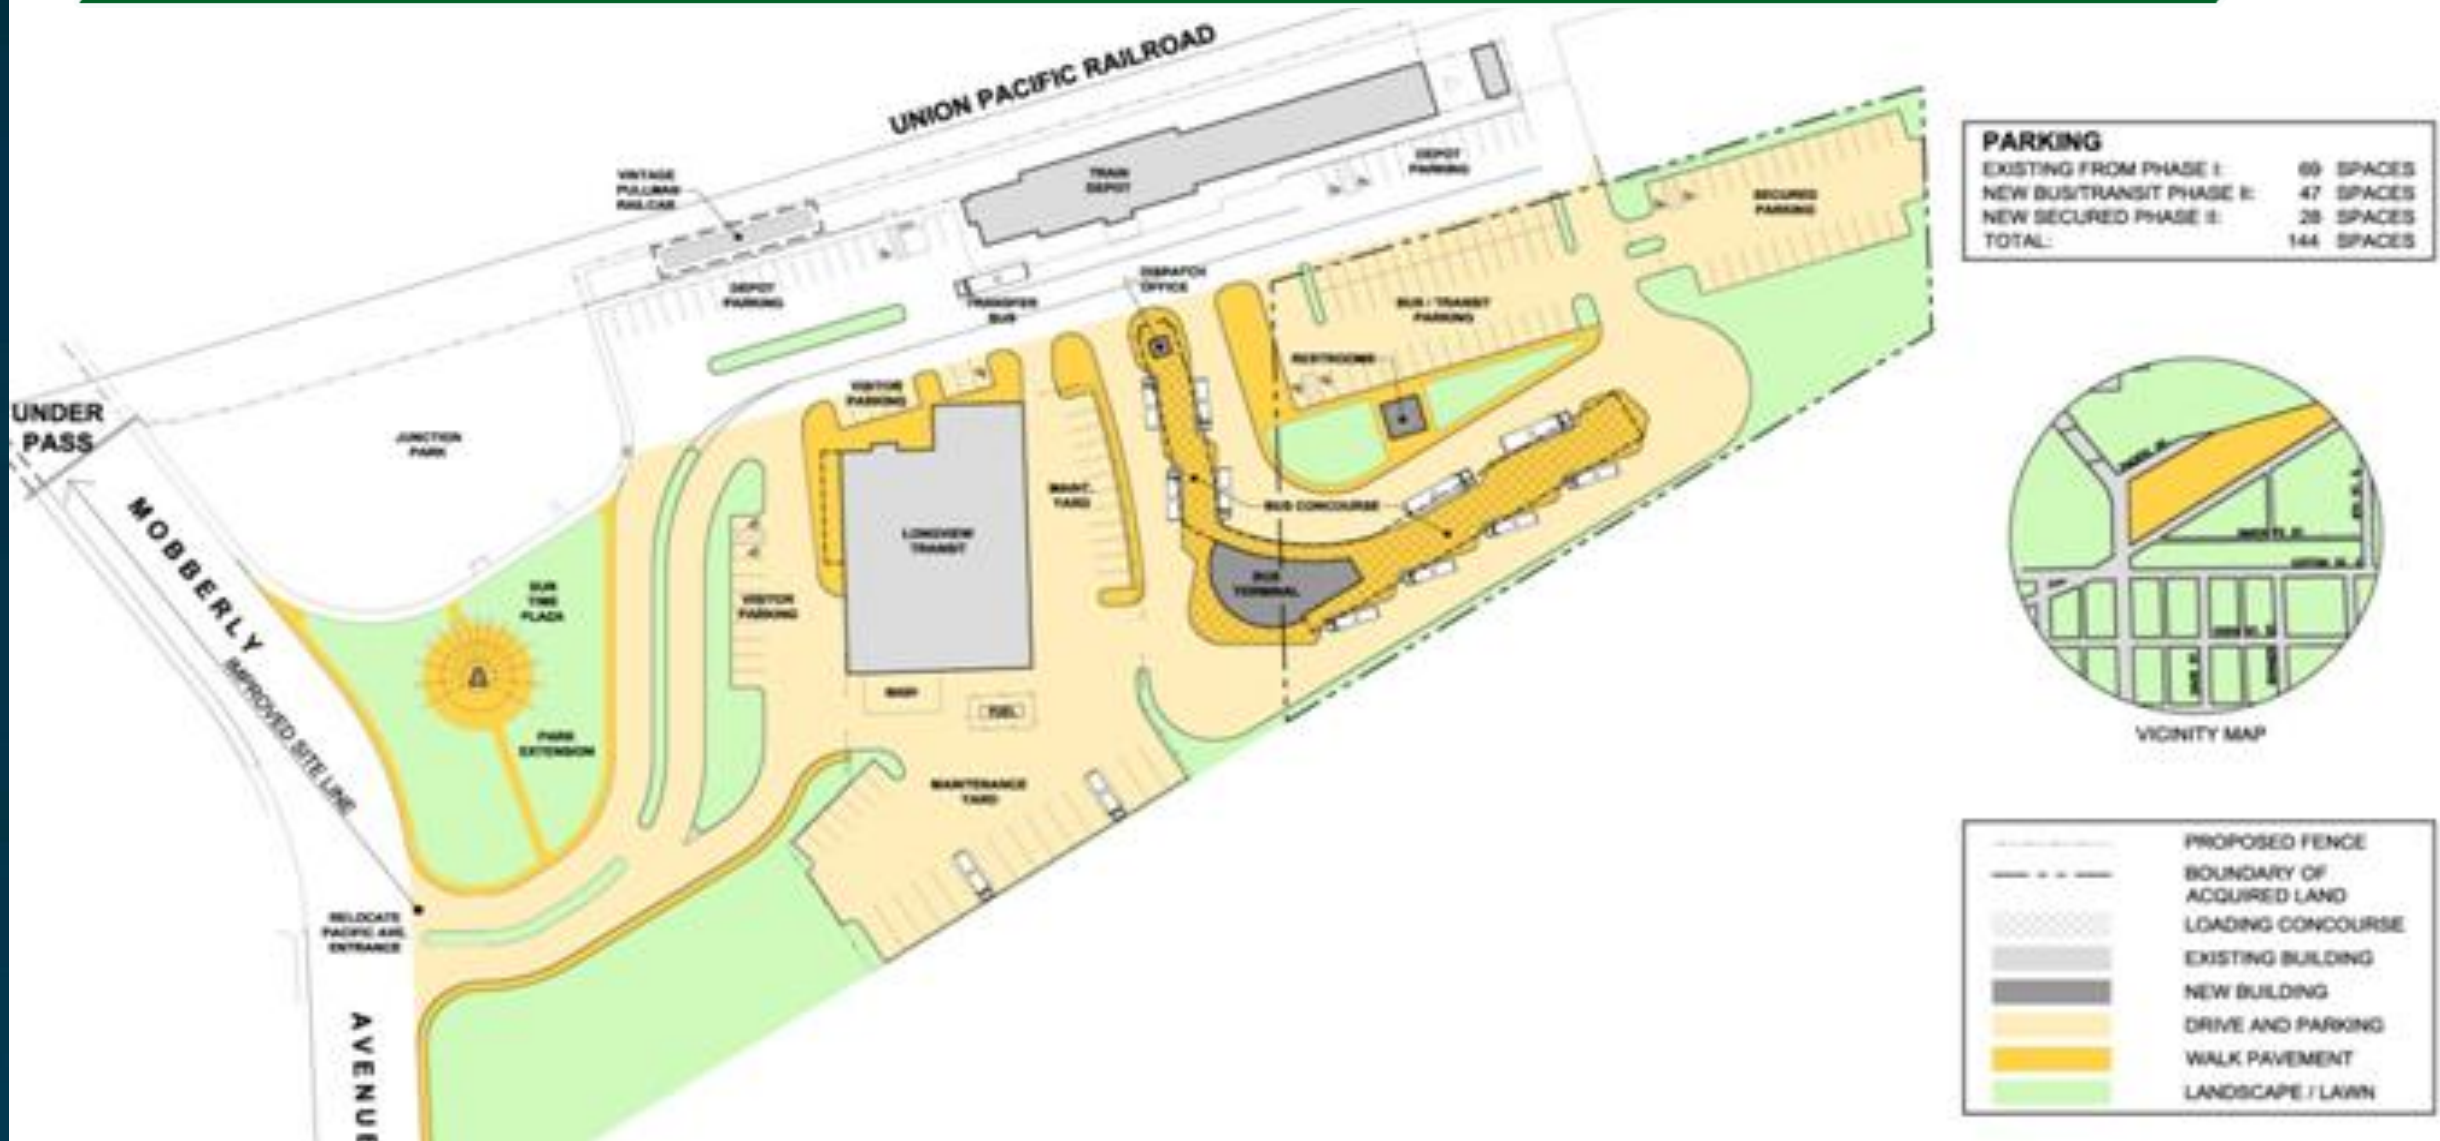 UNION PACIFIC RAILROAD
VINTAGE
PULLMAN
RAILCAR
TRAIN
DEPOT
DEPOT
PARKING
SECURED
PARKING
DEPOT
PARKING
TRANSFER
BUS
DISPATCH
OFFICE
BUS / TRANSIT
PARKING
RESTROOMS
VISITOR
PARKING
UNDER
PASS
JUNCTION
PARK
MAINT.
YARD
BUS CONCOURSE
LONGVIEW
TRANSIT
BUS
TERMINAL
MOBBERLY
SUN
TIME
PLAZA
VISITOR
PARKING
IMPROVED SITE LINE
PARK
EXTENSION
WASH
FUEL
MAINTENANCE
YARD
RELOCATE
PACIFIC AVE.
ENTRANCE
AVENUE
PARKING
EXISTING FROM PHASE I: 69 SPACES
NEW BUS/TRANSIT PHASE II: 47 SPACES
NEW SECURED PHASE II: 28 SPACES
TOTAL: 144 SPACES
VICINITY MAP
PROPOSED FENCE
BOUNDARY OF
ACQUIRED LAND
LOADING CONCOURSE
EXISTING BUILDING
NEW BUILDING
DRIVE AND PARKING
WALK PAVEMENT
LANDSCAPE / LAWN